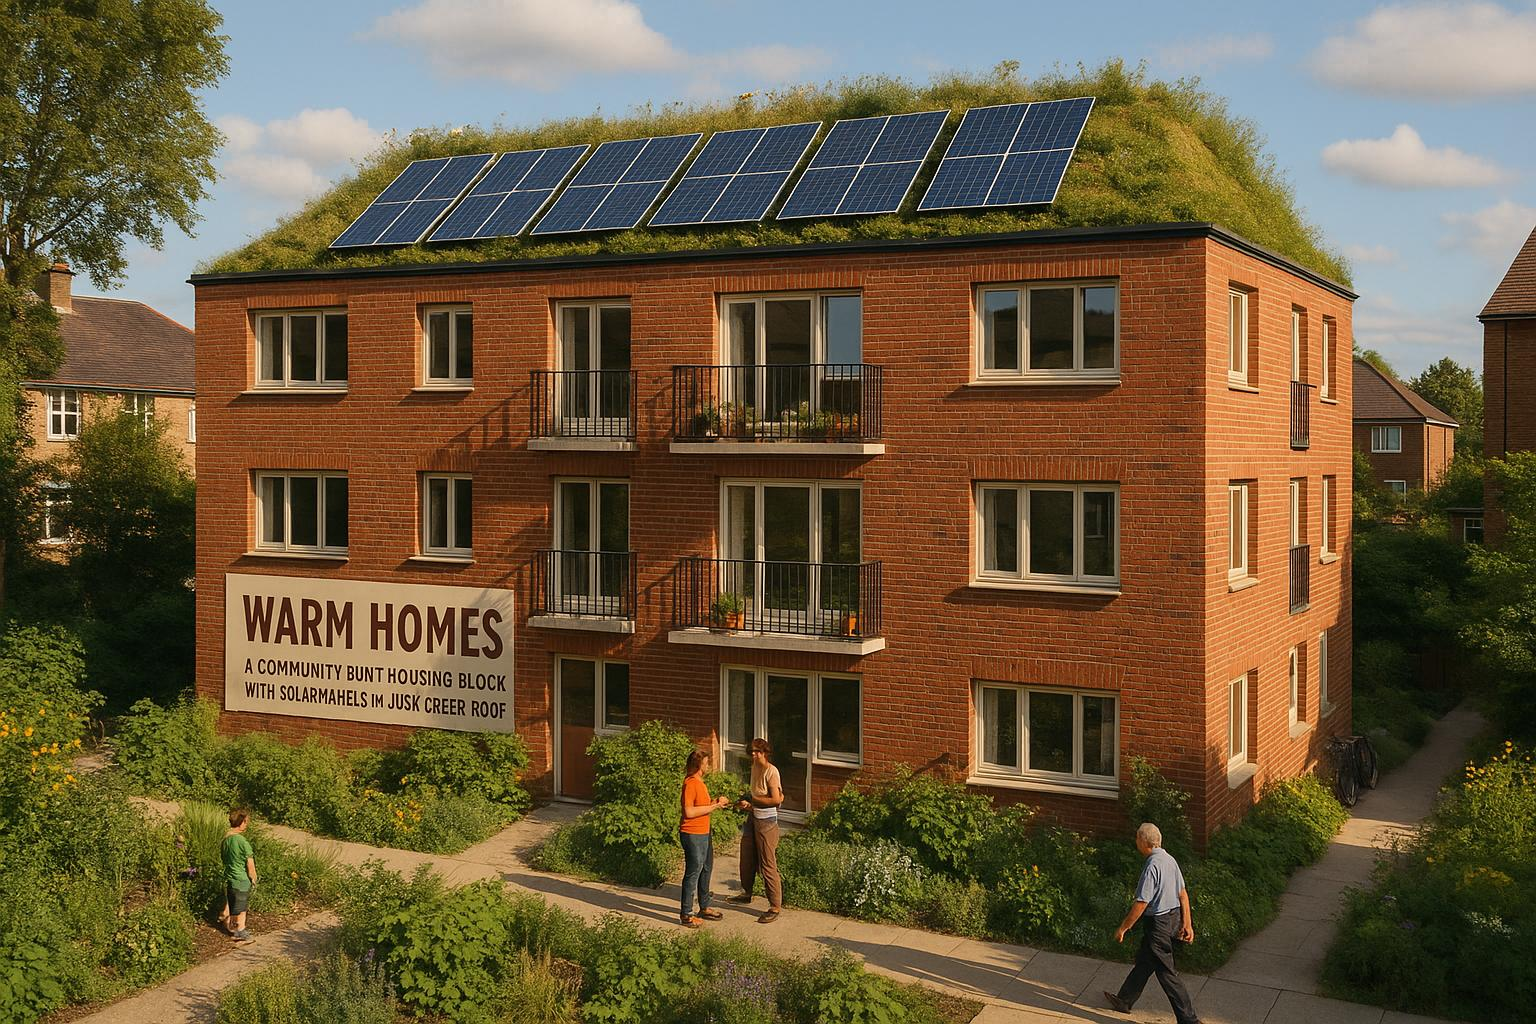 WARM HOMES
A COMMUNITY BUNT HOUSING BLOCK
WITH SOLARMAHELS IM JUSK CREER ROOF